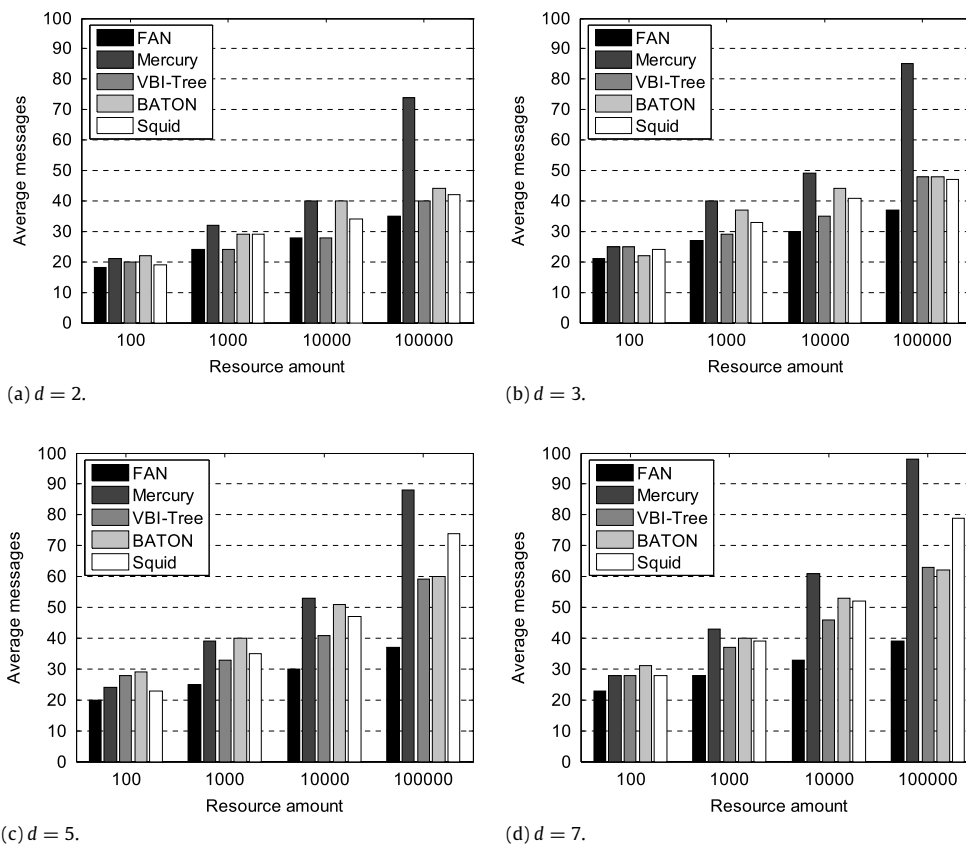 100
90
80
70
60
50
40
30
20
10
0
Average messages
FAN
Mercury
VBI-Tree
BATON
Squid
100 1000 10000 100000
Resource amount
(a) d = 2.
100
90
80
70
60
50
40
30
20
10
0
Average messages
FAN
Mercury
VBI-Tree
BATON
Squid
100 1000 10000 100000
Resource amount
(b) d = 3.
100
90
80
70
60
50
40
30
20
10
0
Average messages
FAN
Mercury
VBI-Tree
BATON
Squid
100 1000 10000 100000
Resource amount
(c) d = 5.
100
90
80
70
60
50
40
30
20
10
0
Average messages
FAN
Mercury
VBI-Tree
BATON
Squid
100 1000 10000 100000
Resource amount
(d) d = 7.